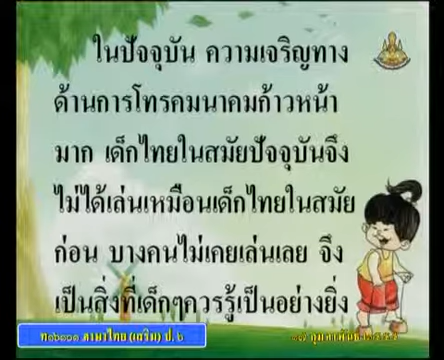 ในปัจจุบัน ความเจริญทาง
ด้านการโทรคมนาคมก้าวหน้า
มาก เด็กไทยในสมัยปัจจุบันจึง
ไม่ได้เล่นเหมือนเด็กไทยในสมัย
ก่อน บางคนไม่เคยเล่นเลย จึง
เป็นสิ่งที่เด็กๆควรรู้เป็นอย่างยิ่ง
ภาษาไทย (เสริม) ป. ๒